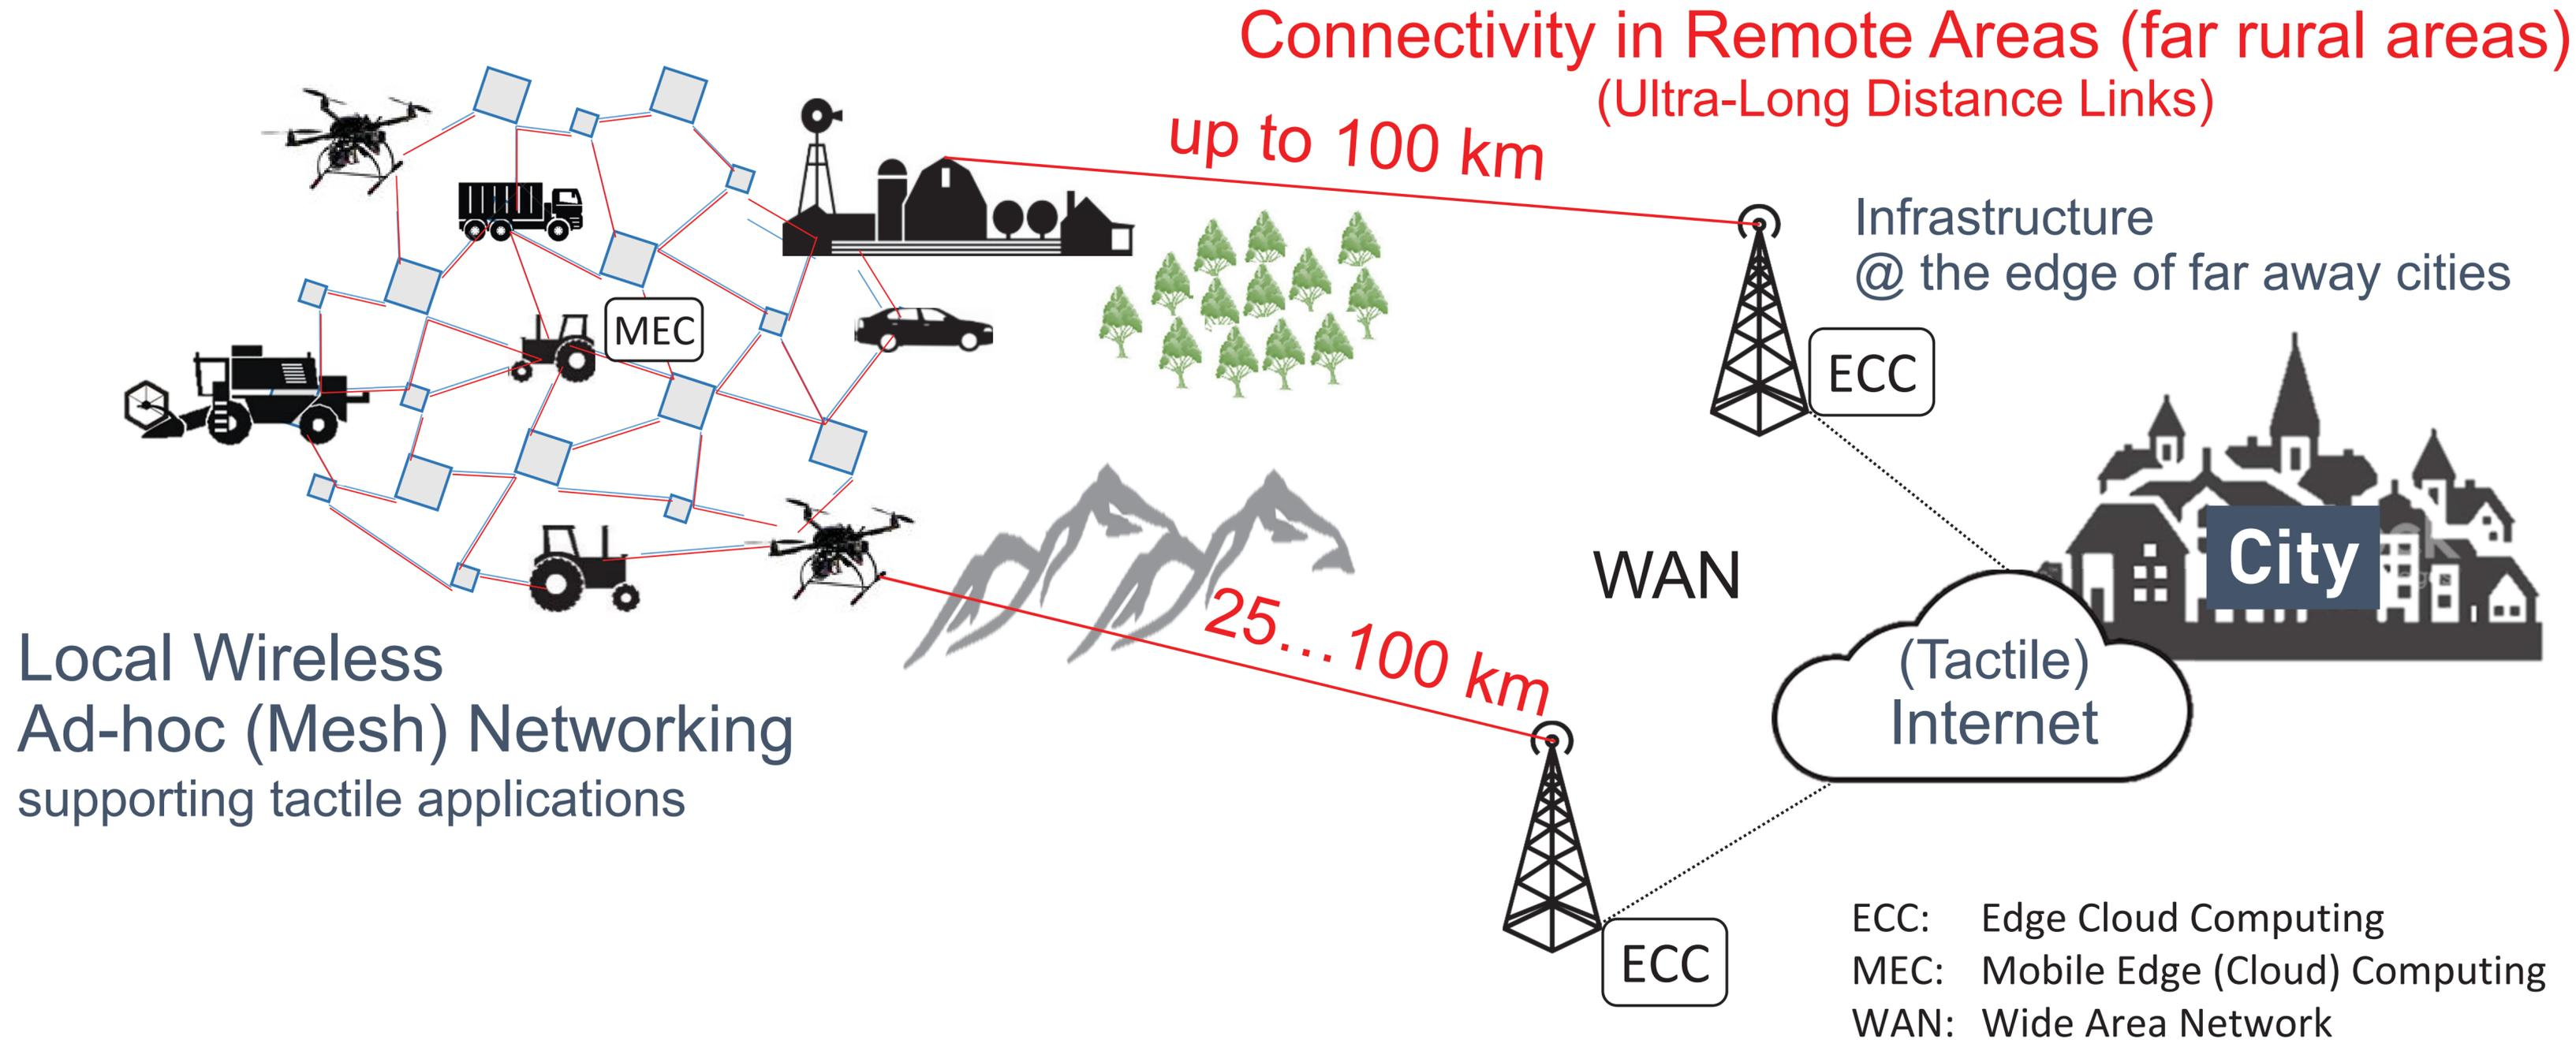 Connectivity in Remote Areas (far rural areas)
(Ultra-Long Distance Links)
up to 100 km
Infrastructure
@ the edge of far away cities
MEC
ECC
City
WAN
25...100 km
(Tactile)
Internet
Local Wireless
Ad-hoc (Mesh) Networking
supporting tactile applications
ECC
ECC: Edge Cloud Computing
MEC: Mobile Edge (Cloud) Computing
WAN: Wide Area Network